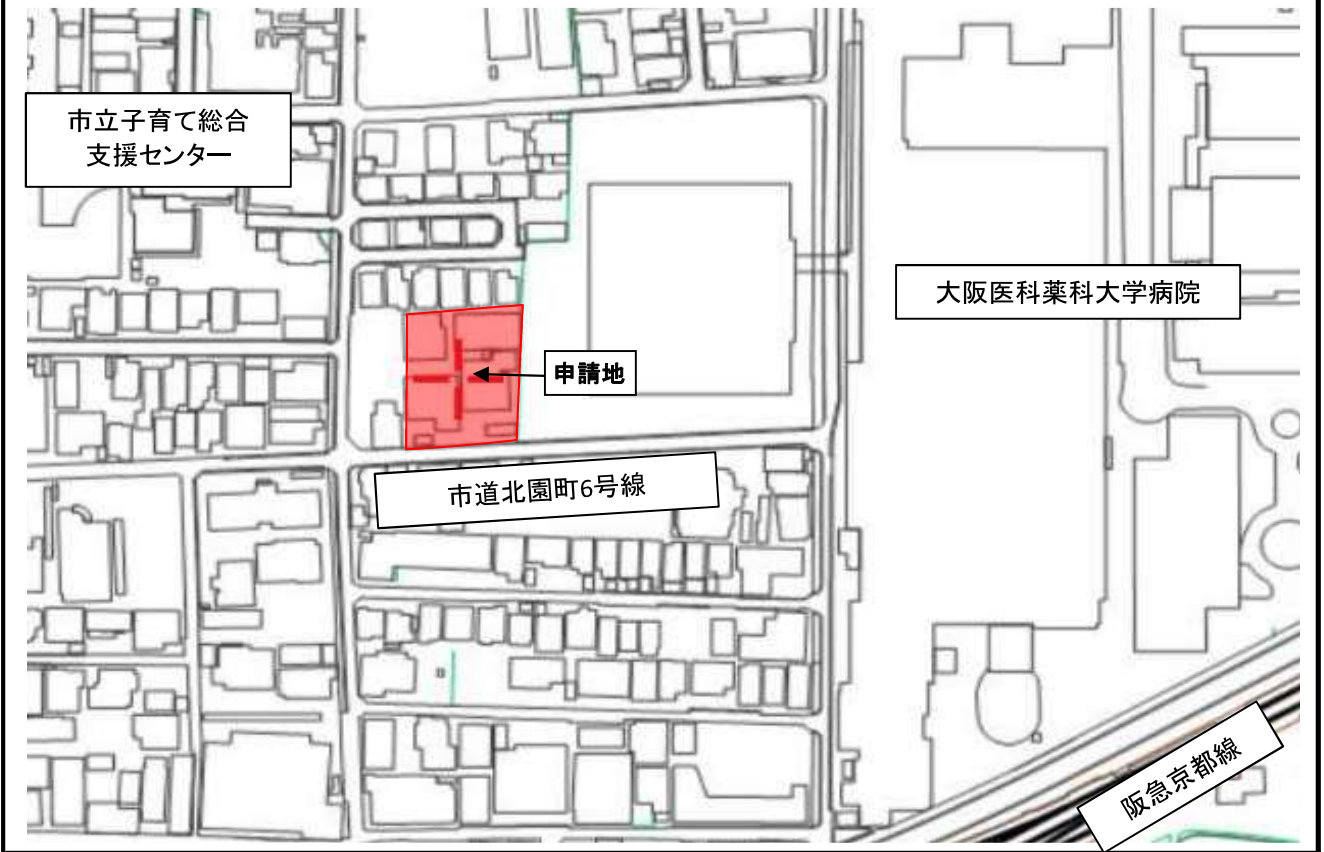 市立子育て総合
支援センター
大阪医科薬科大学病院
申請地
市道北園町6号線
阪急京都線